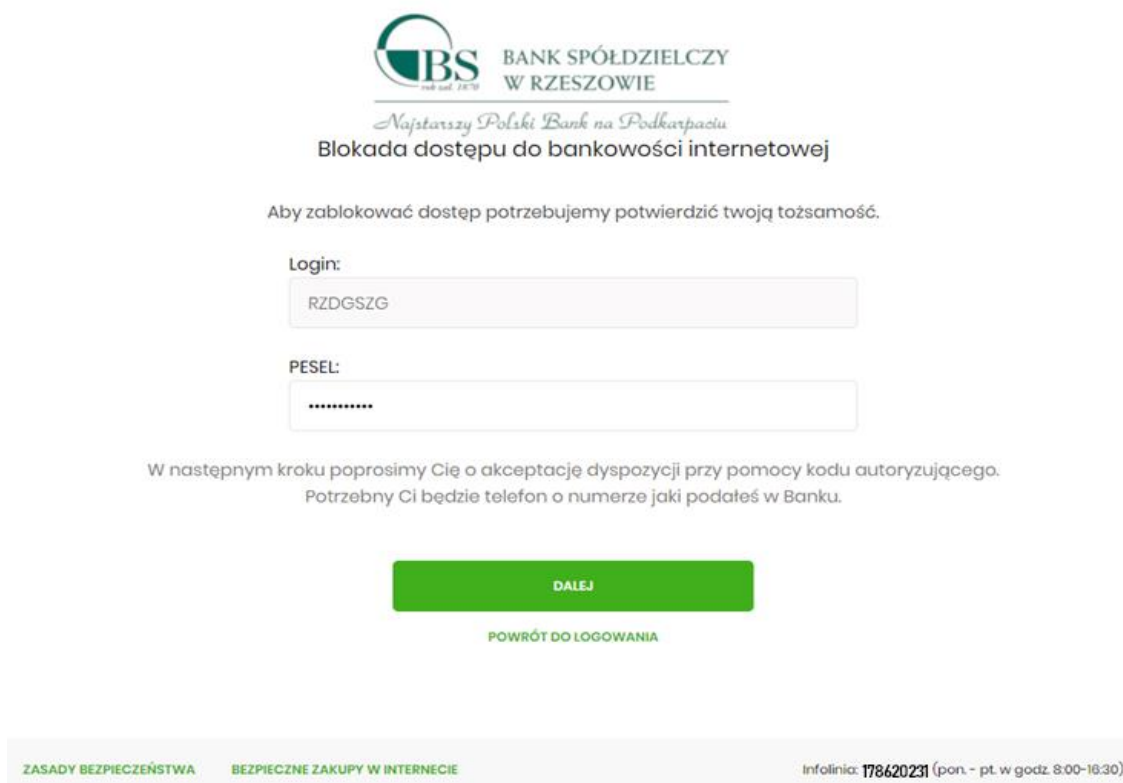 BS
rok zał. 1870
BANK SPÓŁDZIELCZY
W RZESZOWIE
Najstarszy Polski Bank na Podkarpaciu
Blokada dostępu do bankowości internetowej
Aby zablokować dostęp potrzebujemy potwierdzić twoją tożsamość.
Login:
RZDGSZG
PESEL:
•••••••••••
W następnym kroku poprosimy Cię o akceptację dyspozycji przy pomocy kodu autoryzującego.
Potrzebny Ci będzie telefon o numerze jaki podałeś w Banku.
DALEJ
POWRÓT DO LOGOWANIA
ZASADY BEZPIECZEŃSTWA BEZPIECZNE ZAKUPY W INTERNECIE Infolinia: 178620231 (pon. - pt. w godz. 8:00-16:30)